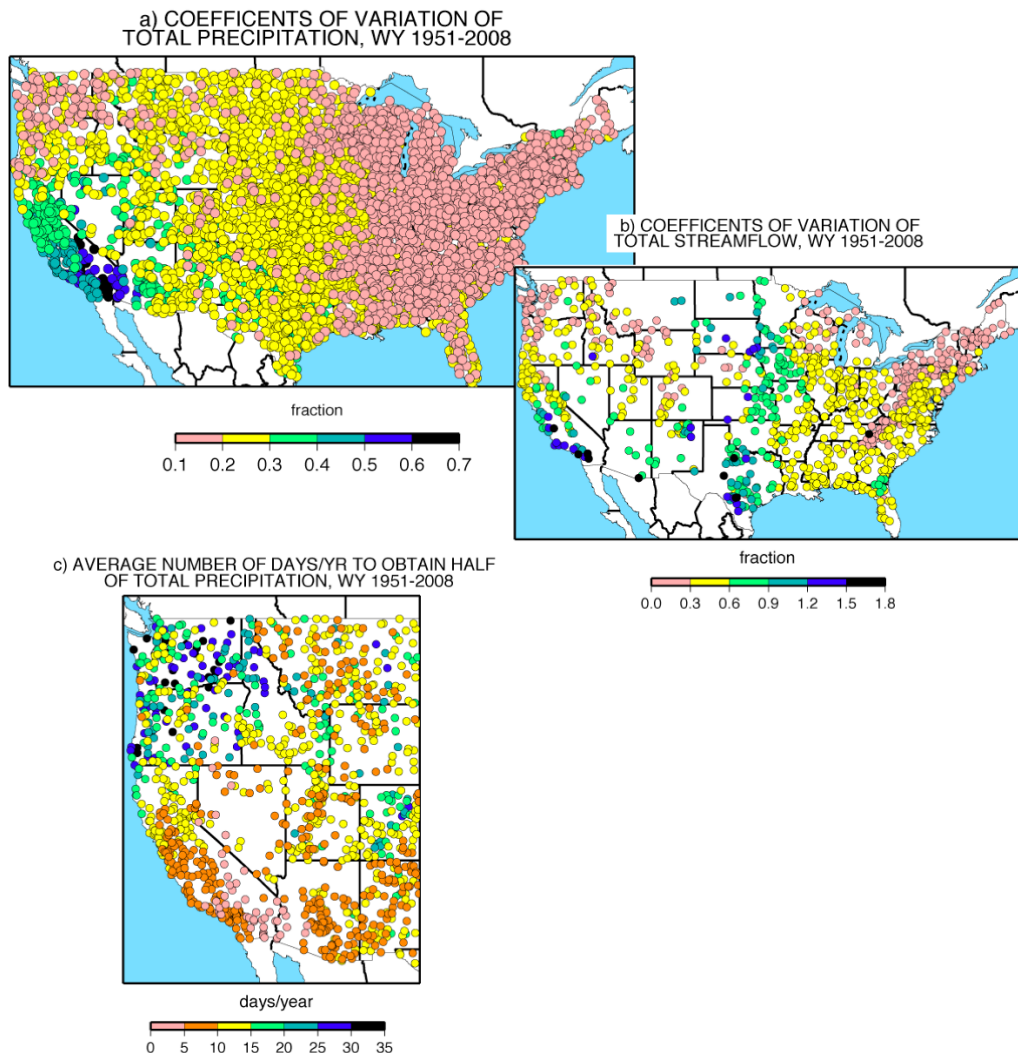 a) COEFFICENTS OF VARIATION OF
TOTAL PRECIPITATION, WY 1951-2008
fraction
0.1 0.2 0.3 0.4 0.5 0.6 0.7
b) COEFFICENTS OF VARIATION OF
TOTAL STREAMFLOW, WY 1951-2008
fraction
0.0 0.3 0.6 0.9 1.2 1.5 1.8
c) AVERAGE NUMBER OF DAYS/YR TO OBTAIN HALF
OF TOTAL PRECIPITATION, WY 1951-2008
days/year
0 5 10 15 20 25 30 35